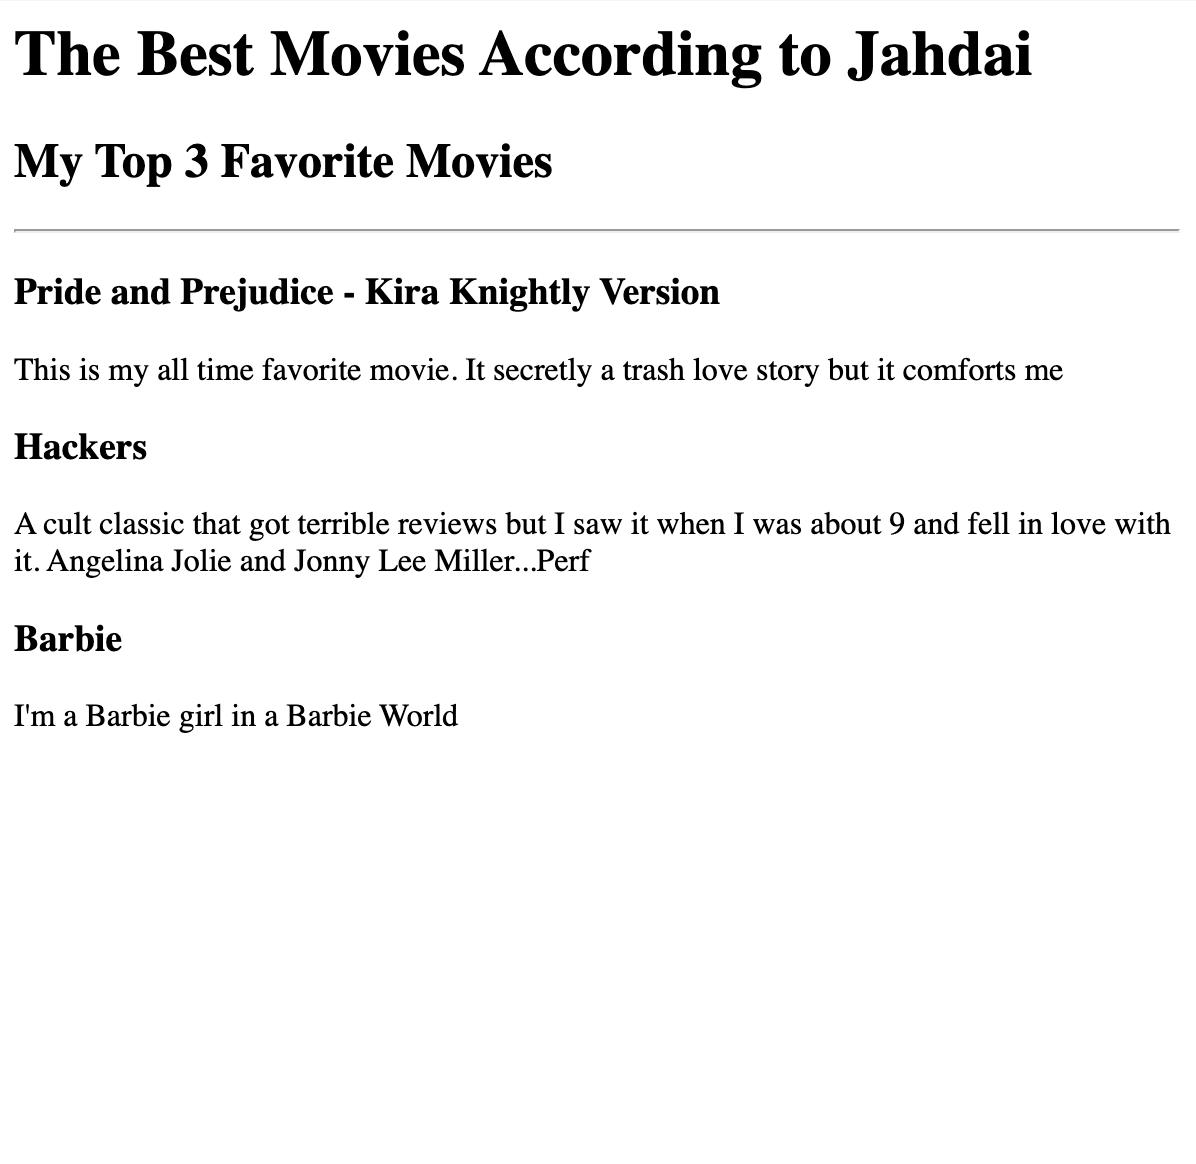 The Best Movies According to Jahdai
My Top 3 Favorite Movies
Pride and Prejudice - Kira Knightly Version
This is my all time favorite movie. It secretly a trash love story but it comforts me
Hackers
A cult classic that got terrible reviews but I saw it when I was about 9 and fell in love with
it. Angelina Jolie and Jonny Lee Miller...Perf
Barbie
I'm a Barbie girl in a Barbie World